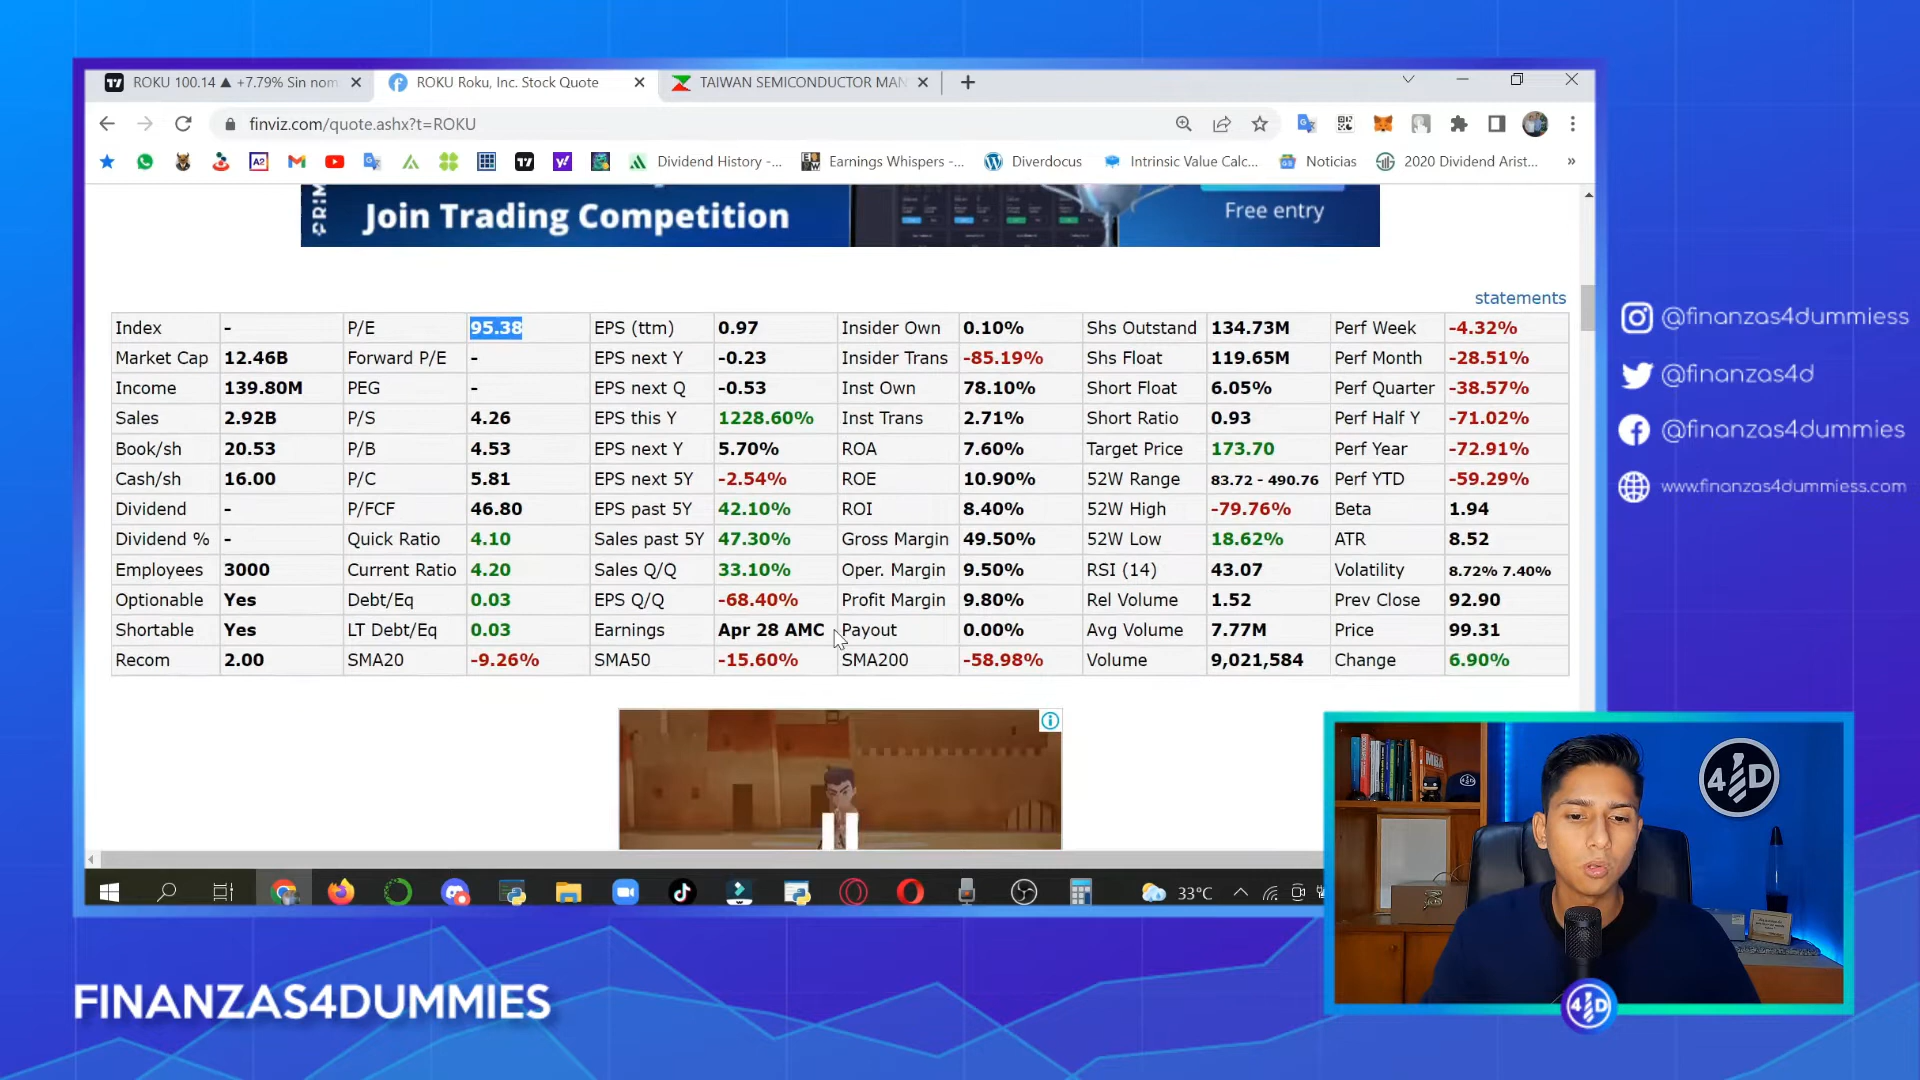 ROKU 100.14 ▲ +7.79% Sin nom
ROKU Roku, Inc. Stock Quote
TAIWAN SEMICONDUCTOR MAN
finviz.com/quote.ashx?t=ROKU
Dividend History -...
Earnings Whispers -...
Diverdocus
Intrinsic Value Calc...
Noticias
2020 Dividend Arist...
»
Join Trading Competition
Free entry
statements
Index - P/E 95.38 EPS (ttm) 0.97 Insider Own 0.10% Shs Outstand 134.73M Perf Week -4.32%
Market Cap 12.46B Forward P/E - EPS next Y -0.23 Insider Trans -85.19% Shs Float 119.65M Perf Month -28.51%
Income 139.80M PEG - EPS next Q -0.53 Inst Own 78.10% Short Float 6.05% Perf Quarter -38.57%
Sales 2.92B P/S 4.26 EPS this Y 1228.60% Inst Trans 2.71% Short Ratio 0.93 Perf Half Y -71.02%
Book/sh 20.53 P/B 4.53 EPS next Y 5.70% ROA 7.60% Target Price 173.70 Perf Year -72.91%
Cash/sh 16.00 P/C 5.81 EPS next 5Y -2.54% ROE 10.90% 52W Range 83.72 - 490.76 Perf YTD -59.29%
Dividend - P/FCF 46.80 EPS past 5Y 42.10% ROI 8.40% 52W High -79.76% Beta 1.94
Dividend % - Quick Ratio 4.10 Sales past 5Y 47.30% Gross Margin 49.50% 52W Low 18.62% ATR 8.52
Employees 3000 Current Ratio 4.20 Sales Q/Q 33.10% Oper. Margin 9.50% RSI (14) 43.07 Volatility 8.72% 7.40%
Optionable Yes Debt/Eq 0.03 EPS Q/Q -68.40% Profit Margin 9.80% Rel Volume 1.52 Prev Close 92.90
Shortable Yes LT Debt/Eq 0.03 Earnings Apr 28 AMC Payout 0.00% Avg Volume 7.77M Price 99.31
Recom 2.00 SMA20 -9.26% SMA50 -15.60% SMA200 -58.98% Volume 9,021,584 Change 6.90%
33°C
@finanzas4dummiess
@finanzas4d
@finanzas4dummies
www.finanzas4dummiess.com
MBA
4D
4D
FINANZAS4DUMMIES